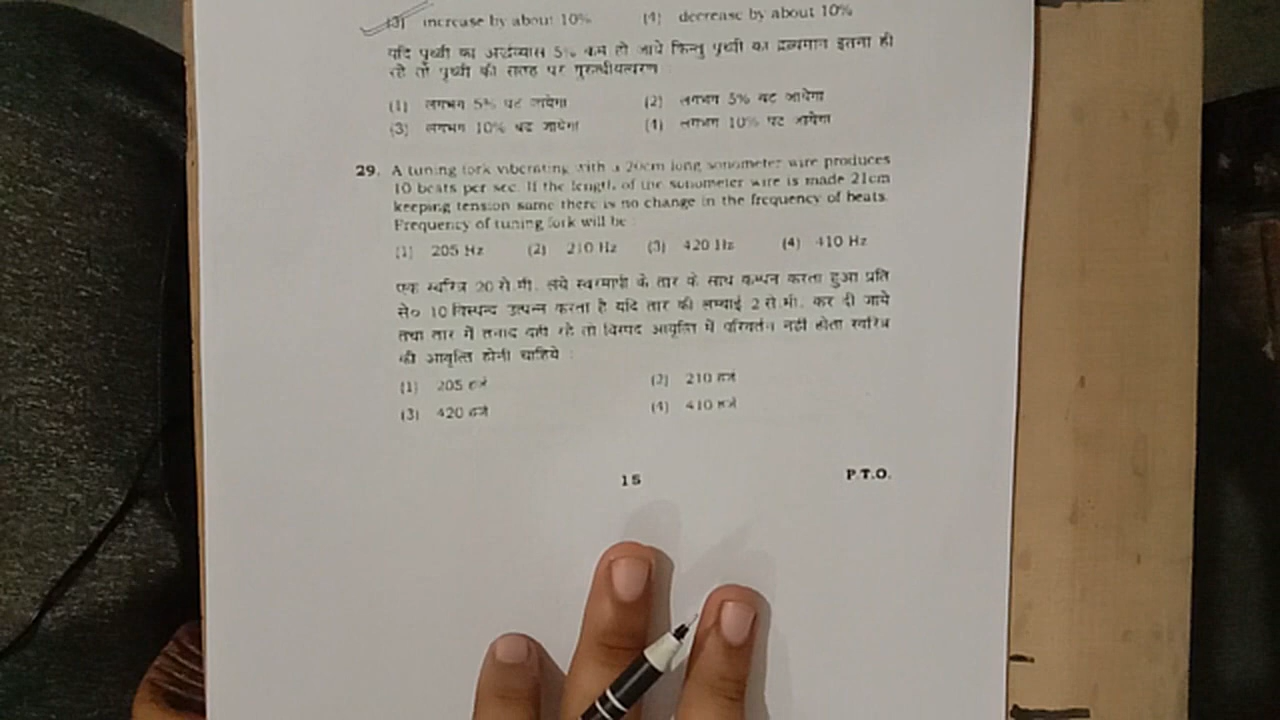 (3) increase by about 10% (4) decrease by about 10%
यदि पृथ्वी का अर्द्धव्यास 5% कम हो जाये किन्तु पृथ्वी का द्रव्यमान इतना ही
रहे तो पृथ्वी की सतह पर गुरुत्वीयत्वरण
(1) लगभग 5% घट जायेगा (2) लगभग 5% बढ़ जायेगा
(3) लगभग 10% बढ़ जायेगा (4) लगभग 10% घट जायेगा
29. A tuning fork vibrating with a 20cm long sonometer wire produces
10 beats per sec. If the length of the sonometer wire is made 21cm
keeping tension same there is no change in the frequency of beats.
Frequency of tuning fork will be :
(1) 205 Hz (2) 210 Hz (3) 420 Hz (4) 410 Hz
एक स्वरित्र 20 से.मी. लंबे स्वरमापी के तार के साथ कम्पन करता हुआ प्रति
से० 10 विस्पन्द उत्पन्न करता है यदि तार की लम्बाई 2 से.मी. कर दी जाये
तथा तार में तनाव वही रहे तो विस्पंद आवृत्ति में परिवर्तन नहीं होता स्वरित्र
की आवृत्ति होनी चाहिये :
(1) 205 हर्ज (2) 210 हर्ज
(3) 420 हर्ज (4) 410 हर्ज
15 P.T.O.